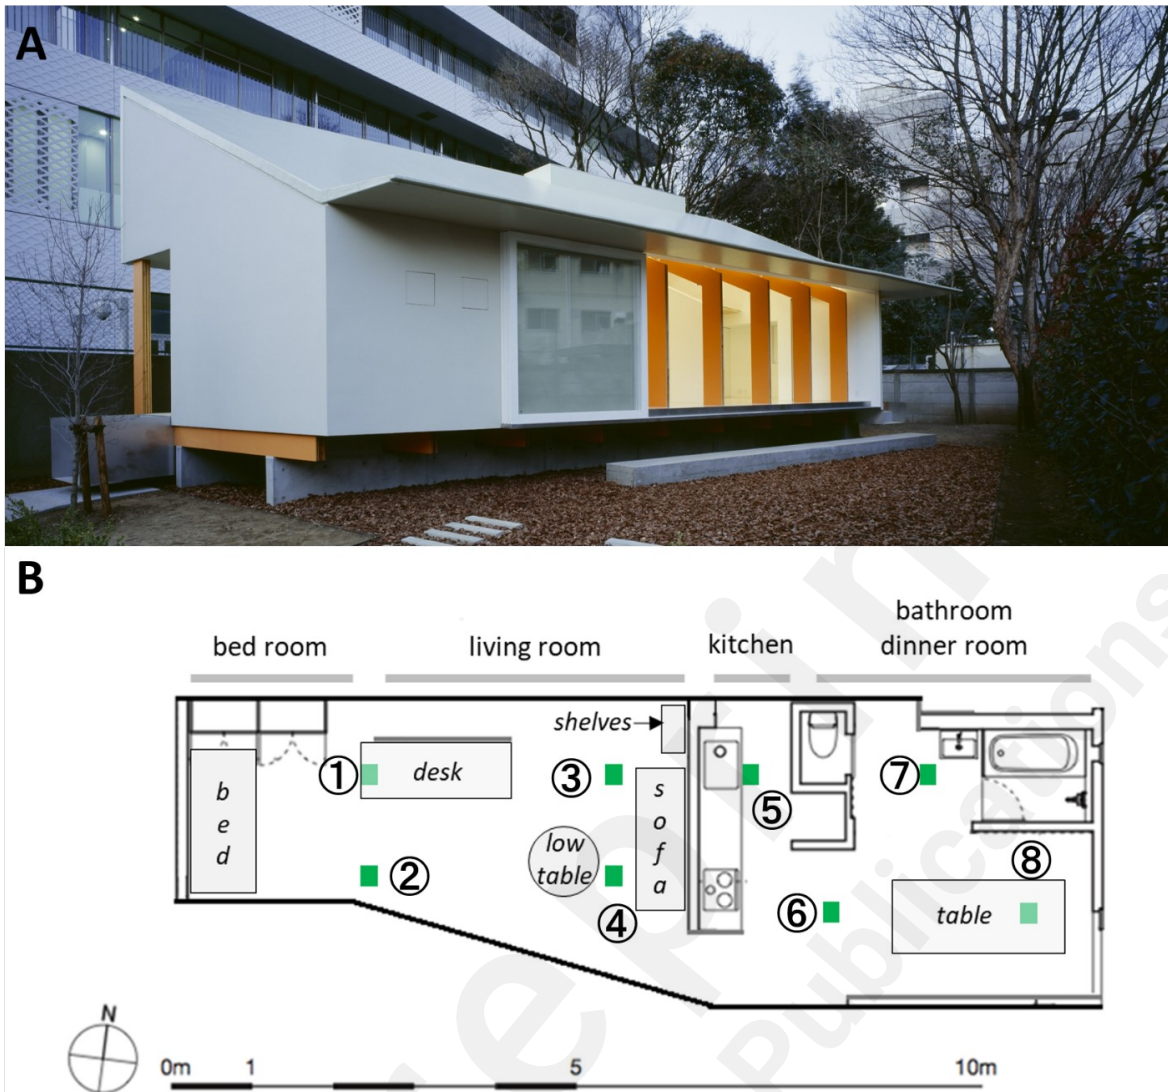 A
B
bathroom
bed room
living room
kitchen
dinner room
shelves
①
desk
③
⑤
⑦
b
e
d
s
o
f
a
low
table
②
④
⑥
⑧
table
N
0m
1
5
10m